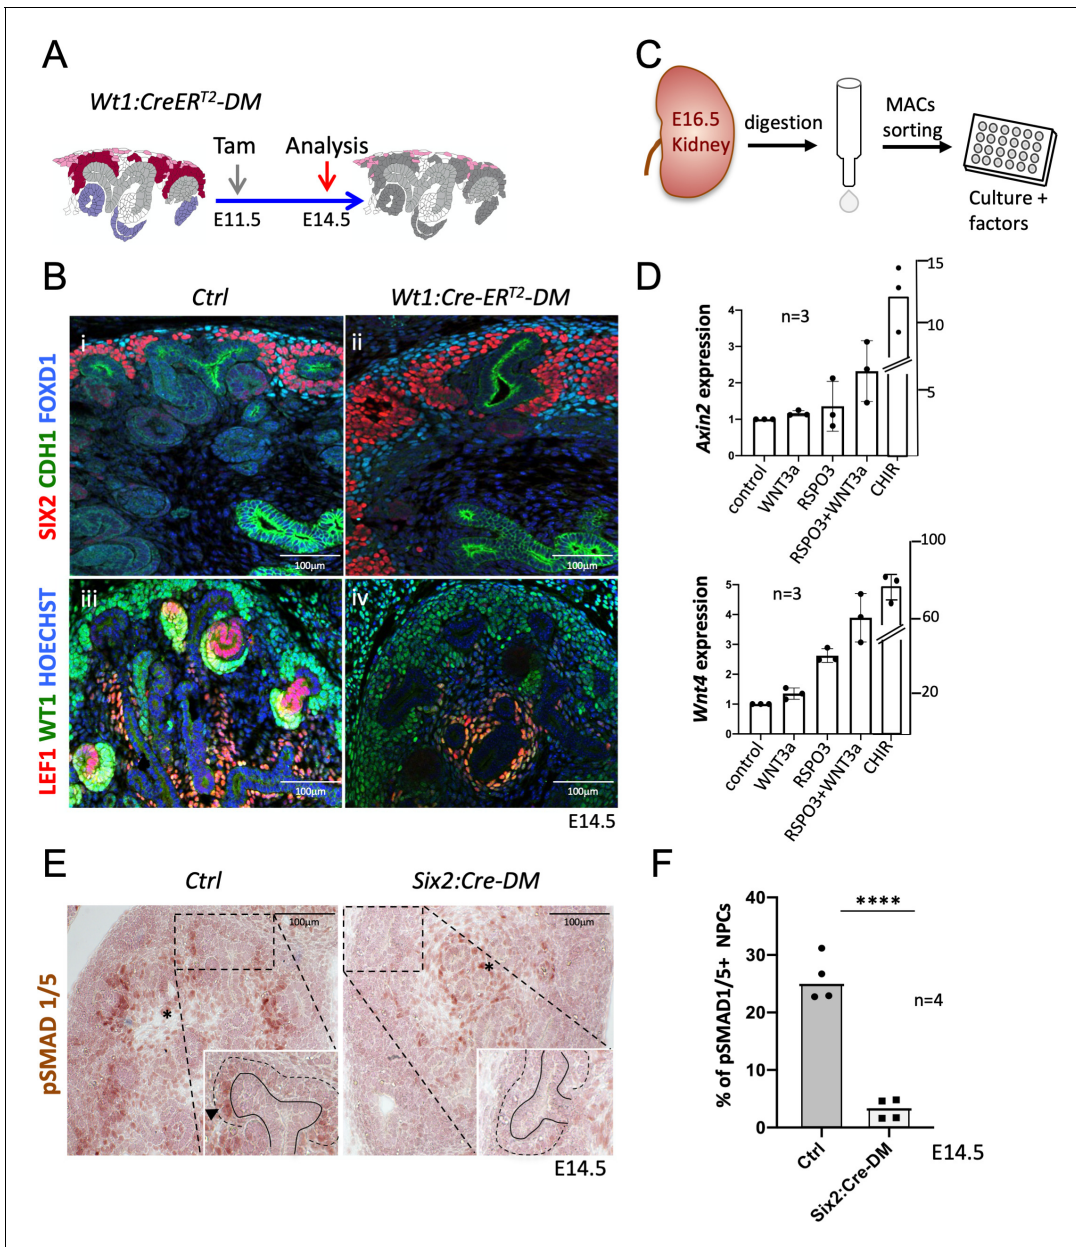 A
Wt1:CreERT2-DM
Tam
Analysis
E11.5
E14.5
C
E16.5
Kidney
digestion
MACs
sorting
Culture +
factors
B
Ctrl
Wt1:Cre-ERT2-DM
SIX2 CDH1 FOXD1
i
100µm
ii
100µm
LEF1 WT1 HOECHST
iii
100µm
iv
100µm
E14.5
D
Axin2 expression
n=3
4
3
2
1
0
15
10
5
control
WNT3a
RSPO3
RSPO3+WNT3a
CHIR
Wnt4 expression
n=3
5
4
3
2
1
0
100
60
20
control
WNT3a
RSPO3
RSPO3+WNT3a
CHIR
E
Ctrl
Six2:Cre-DM
pSMAD 1/5
100µm
*
100µm
*
E14.5
F
% of pSMAD1/5+ NPCs
40
30
20
10
0
****
n=4
Ctrl
Six2:Cre-DM
E14.5